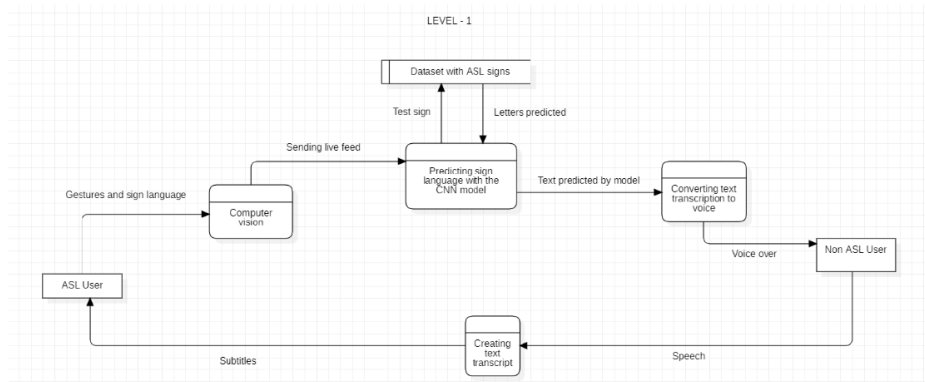 LEVEL - 1
Dataset with ASL signs
Test sign
Letters predicted
Sending live feed
Predicting sign
language with the
CNN model
Text predicted by model
Converting text
transcription to
voice
Gestures and sign language
Computer
vision
Voice over
Non ASL User
ASL User
Creating
text
transcript
Subtitles
Speech